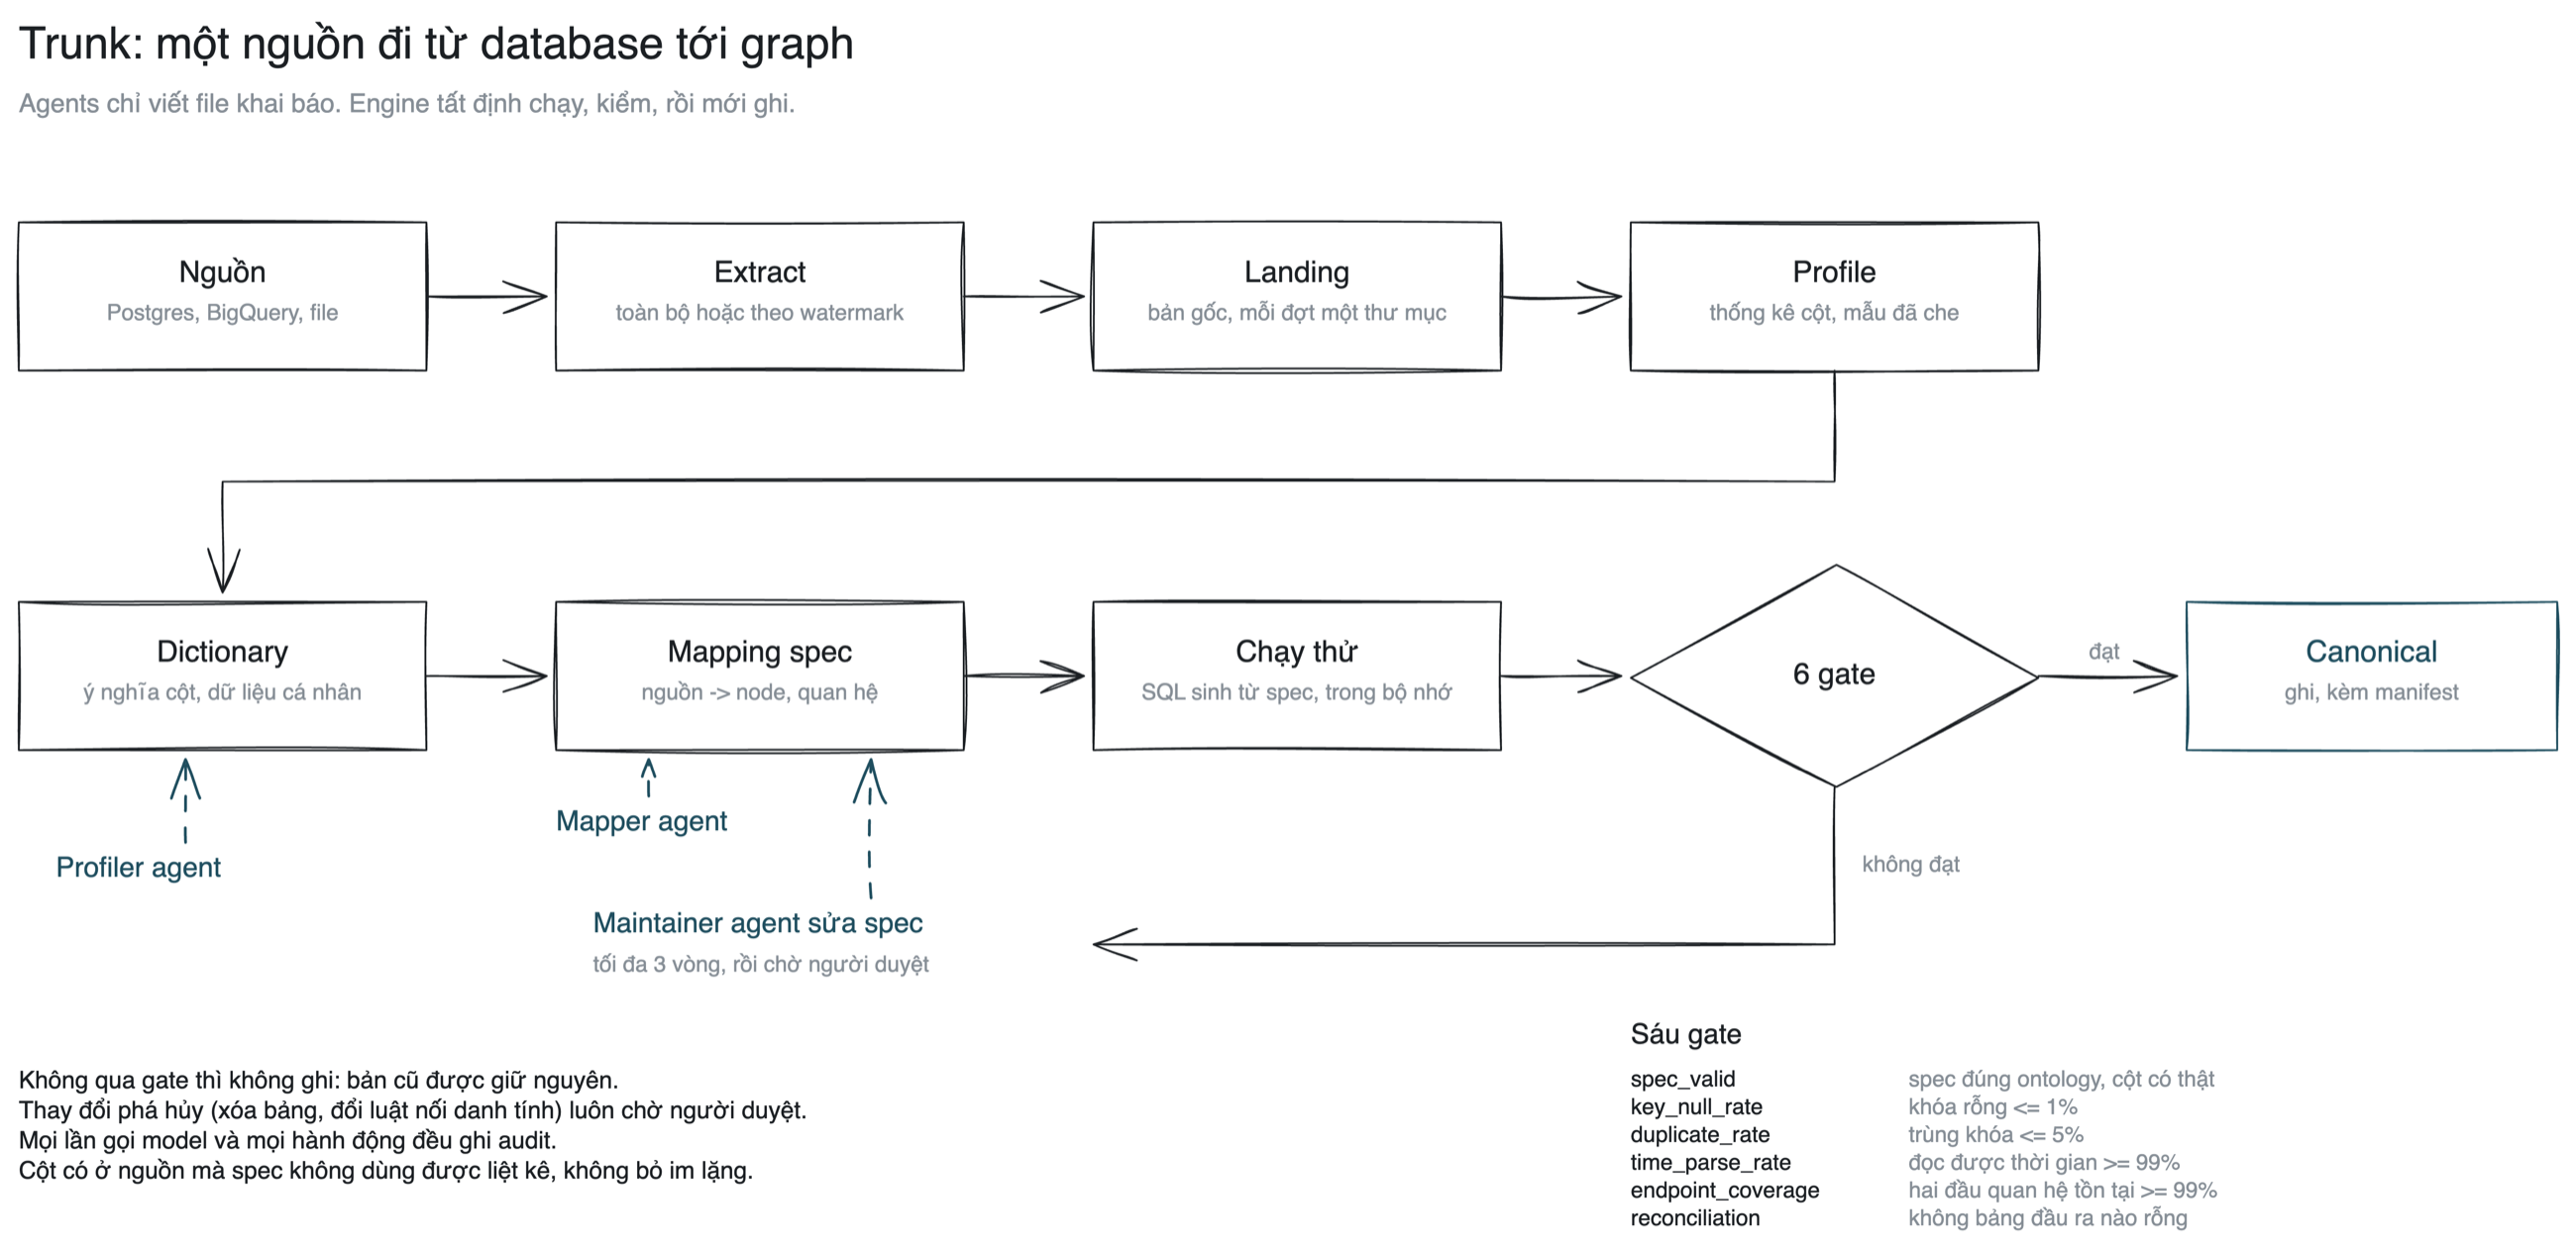 Trunk: một nguồn đi từ database tới graph
Agents chỉ viết file khai báo. Engine tất định chạy, kiểm, rồi mới ghi.
Nguồn
Postgres, BigQuery, file
Extract
toàn bộ hoặc theo watermark
Landing
bản gốc, mỗi đợt một thư mục
Profile
thống kê cột, mẫu đã che
Dictionary
ý nghĩa cột, dữ liệu cá nhân
Mapping spec
nguồn -> node, quan hệ
Chạy thử
SQL sinh từ spec, trong bộ nhớ
6 gate
đạt
Canonical
ghi, kèm manifest
Profiler agent
Mapper agent
Maintainer agent sửa spec
tối đa 3 vòng, rồi chờ người duyệt
không đạt
Không qua gate thì không ghi: bản cũ được giữ nguyên.
Thay đổi phá hủy (xóa bảng, đổi luật nối danh tính) luôn chờ người duyệt.
Mọi lần gọi model và mọi hành động đều ghi audit.
Cột có ở nguồn mà spec không dùng được liệt kê, không bỏ im lặng.
Sáu gate
spec_valid spec đúng ontology, cột có thật
key_null_rate khóa rỗng <= 1%
duplicate_rate trùng khóa <= 5%
time_parse_rate đọc được thời gian >= 99%
endpoint_coverage hai đầu quan hệ tồn tại >= 99%
reconciliation không bảng đầu ra nào rỗng